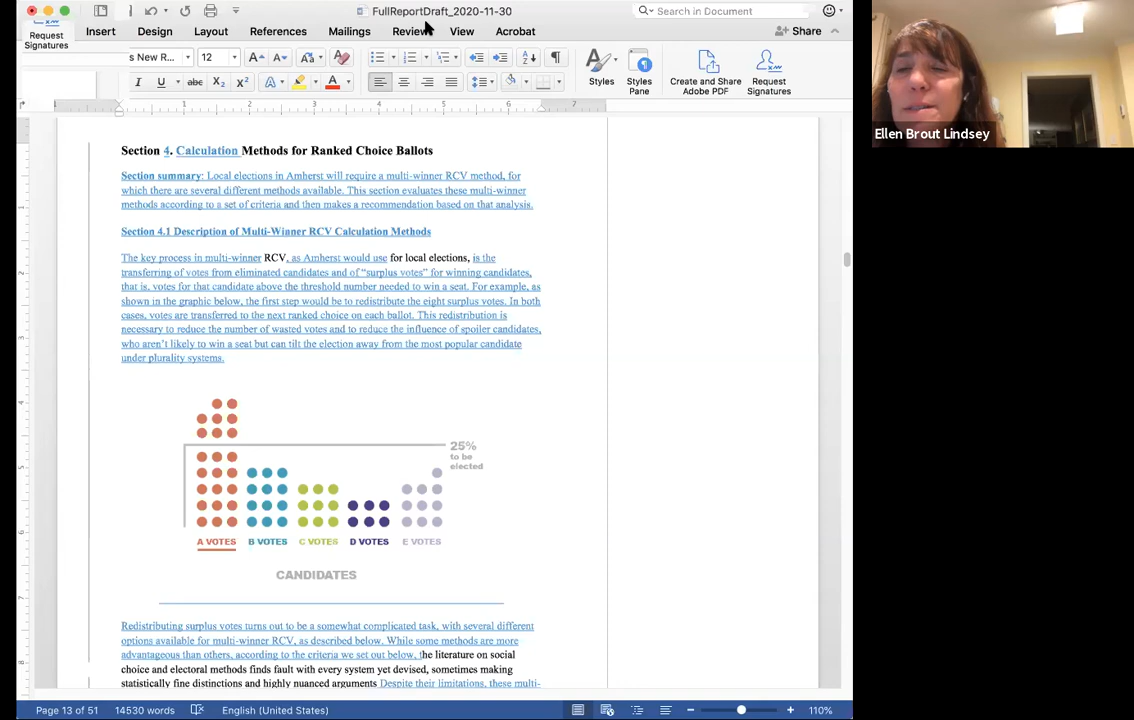 FullReportDraft_2020-11-30
Search in Document
Request
Signatures
Insert
Design
Layout
References
Mailings
Review
View
Acrobat
Share
s New R...
12
Styles
Styles
Pane
Create and Share
Adobe PDF
Request
Signatures
1
2
3
4
5
6
7
Section 4. Calculation Methods for Ranked Choice Ballots
Section summary: Local elections in Amherst will require a multi-winner RCV method, for
which there are several different methods available. This section evaluates these multi-winner
methods according to a set of criteria and then makes a recommendation based on that analysis.
Section 4.1 Description of Multi-Winner RCV Calculation Methods
The key process in multi-winner RCV, as Amherst would use for local elections, is the
transferring of votes from eliminated candidates and of “surplus votes” for winning candidates,
that is, votes for that candidate above the threshold number needed to win a seat. For example, as
shown in the graphic below, the first step would be to redistribute the eight surplus votes. In both
cases, votes are transferred to the next ranked choice on each ballot. This redistribution is
necessary to reduce the number of wasted votes and to reduce the influence of spoiler candidates,
who aren’t likely to win a seat but can tilt the election away from the most popular candidate
under plurality systems.
25%
to be
elected
A VOTES B VOTES C VOTES D VOTES E VOTES
CANDIDATES
Redistributing surplus votes turns out to be a somewhat complicated task, with several different
options available for multi-winner RCV, as described below. While some methods are more
advantageous than others, according to the criteria we set out below, the literature on social
choice and electoral methods finds fault with every system yet devised, sometimes making
statistically fine distinctions and highly nuanced arguments Despite their limitations, these multi-
Page 13 of 51
14530 words
English (United States)
110%
Ellen Brout Lindsey